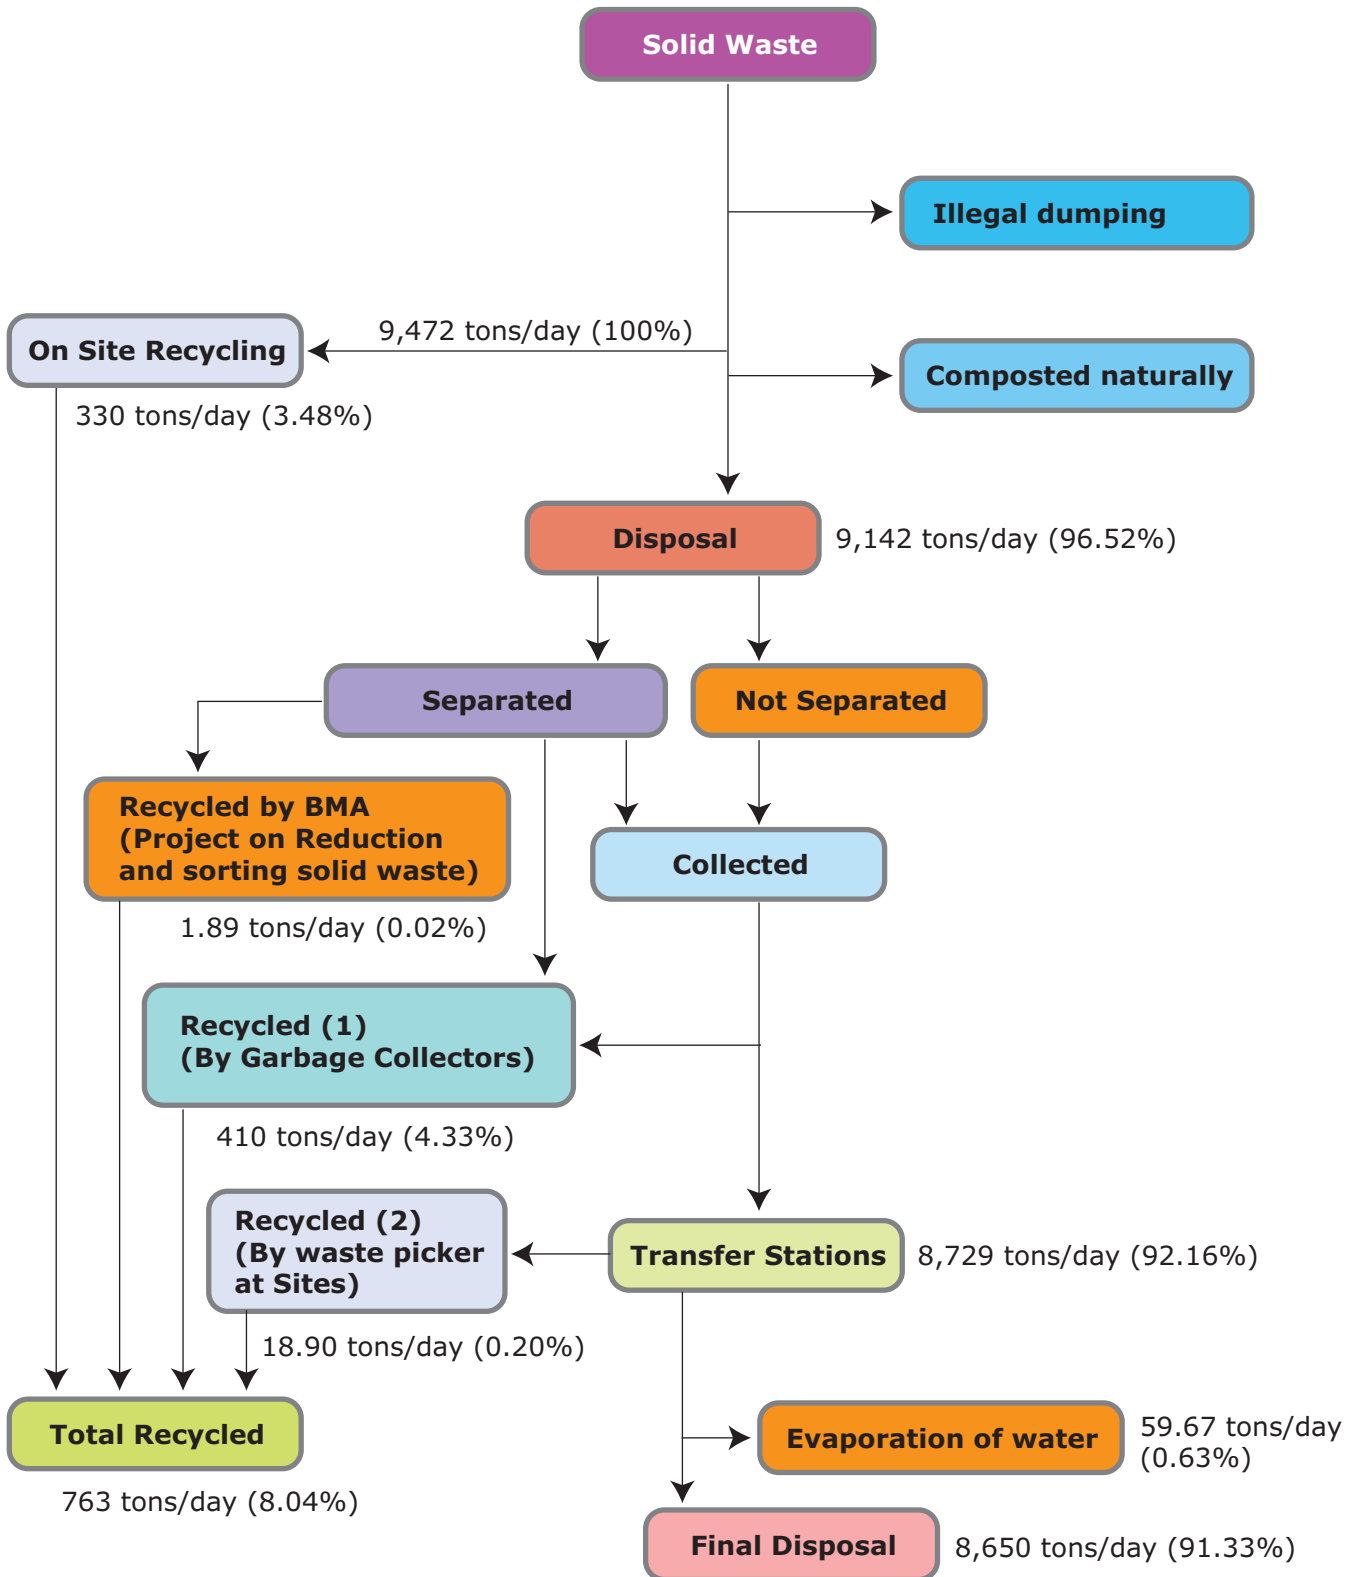 Solid Waste
Illegal dumping
9,472 tons/day (100%)
On Site Recycling
Composted naturally
330 tons/day (3.48%)
Disposal
9,142 tons/day (96.52%)
Separated
Not Separated
Recycled by BMA
(Project on Reduction
and sorting solid waste)
Collected
1.89 tons/day (0.02%)
Recycled (1)
(By Garbage Collectors)
410 tons/day (4.33%)
Recycled (2)
(By waste picker
at Sites)
Transfer Stations
8,729 tons/day (92.16%)
18.90 tons/day (0.20%)
Total Recycled
Evaporation of water
59.67 tons/day
(0.63%)
763 tons/day (8.04%)
Final Disposal
8,650 tons/day (91.33%)